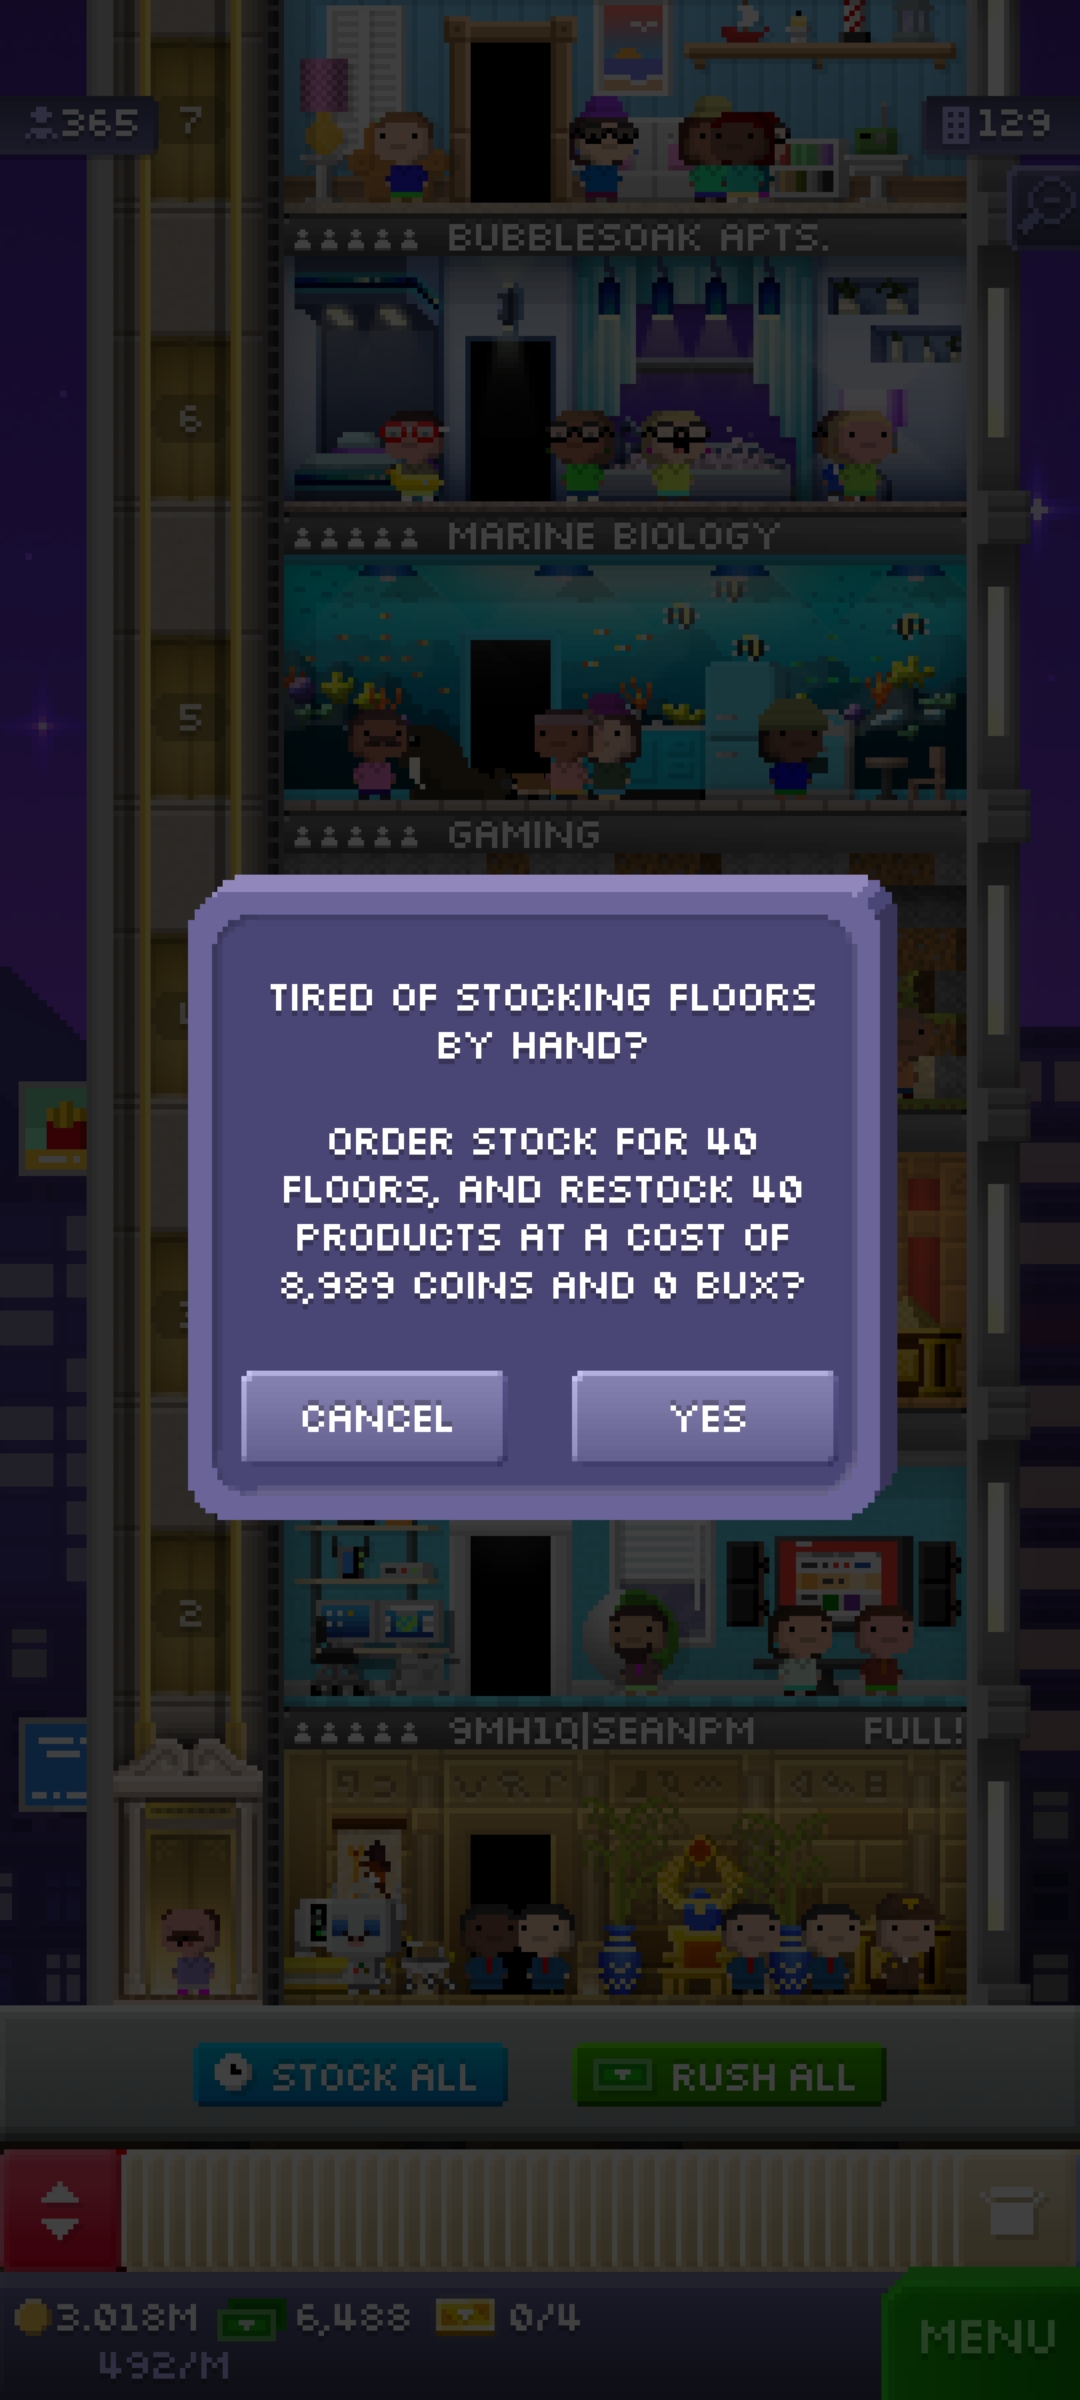 365
7
129
BUBBLESOAK APTS.
6
MARINE BIOLOGY
5
GAMING
TIRED OF STOCKING FLOORS
BY HAND?
ORDER STOCK FOR 40
FLOORS, AND RESTOCK 40
PRODUCTS AT A COST OF
8,989 COINS AND 0 BUX?
CANCEL
YES
2
9MH1Q|SEANPM
FULL!
STOCK ALL
RUSH ALL
3.018M
6,488
0/4
492/M
MENU